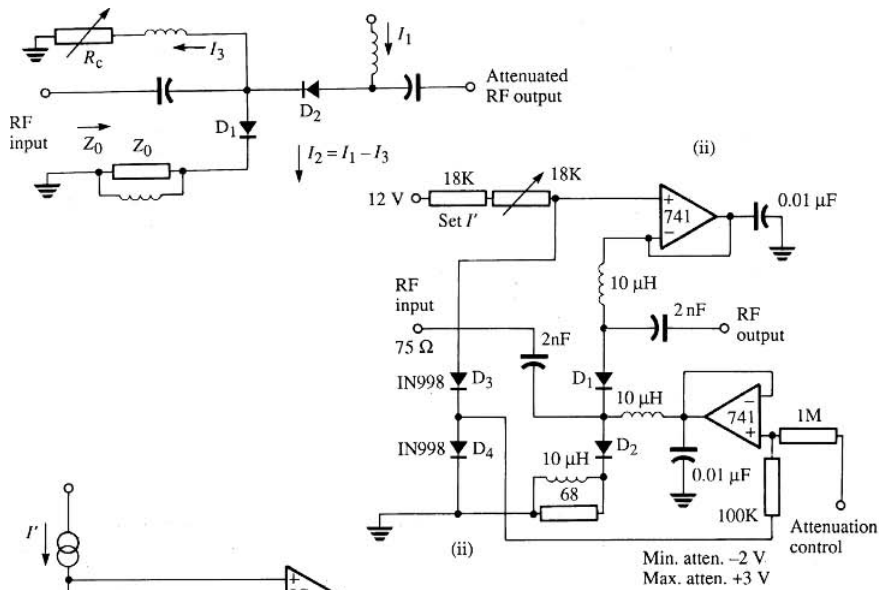 I₁
I₃
R_c
Attenuated
RF output
D₂
RF
input
Z₀
Z₀
D₁
I₂ = I₁ – I₃
(ii)
18K
18K
12 V
Set I′
+
741
–
0.01 µF
10 µH
RF
input
75 Ω
2nF
2 nF
RF
output
IN998
D₃
D₁
10 µH
–
741
+
1M
IN998
D₄
D₂
10 µH
0.01 µF
68
100K
Attenuation
control
(ii)
Min. atten. –2 V
Max. atten. +3 V
I′
+